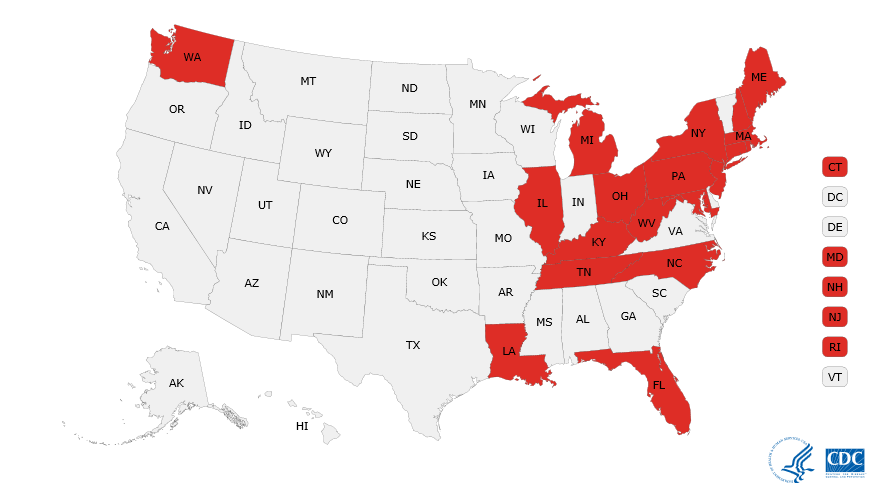 WA
MT
ND
MN
ME
OR
ID
SD
WI
MI
NY
MA
WY
NE
IA
IL
IN
OH
PA
NV
UT
CO
KS
MO
KY
WV
VA
CA
AZ
NM
OK
AR
TN
NC
SC
TX
LA
MS
AL
GA
FL
AK
HI
CT
DC
DE
MD
NH
NJ
RI
VT
CDC